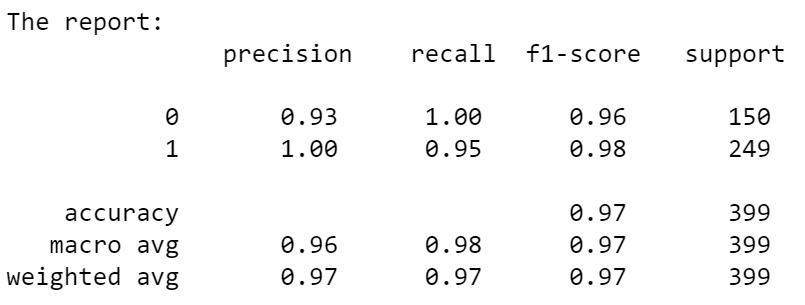 The report:
precision recall f1-score support
0 0.93 1.00 0.96 150
1 1.00 0.95 0.98 249
accuracy 0.97 399
macro avg 0.96 0.98 0.97 399
weighted avg 0.97 0.97 0.97 399